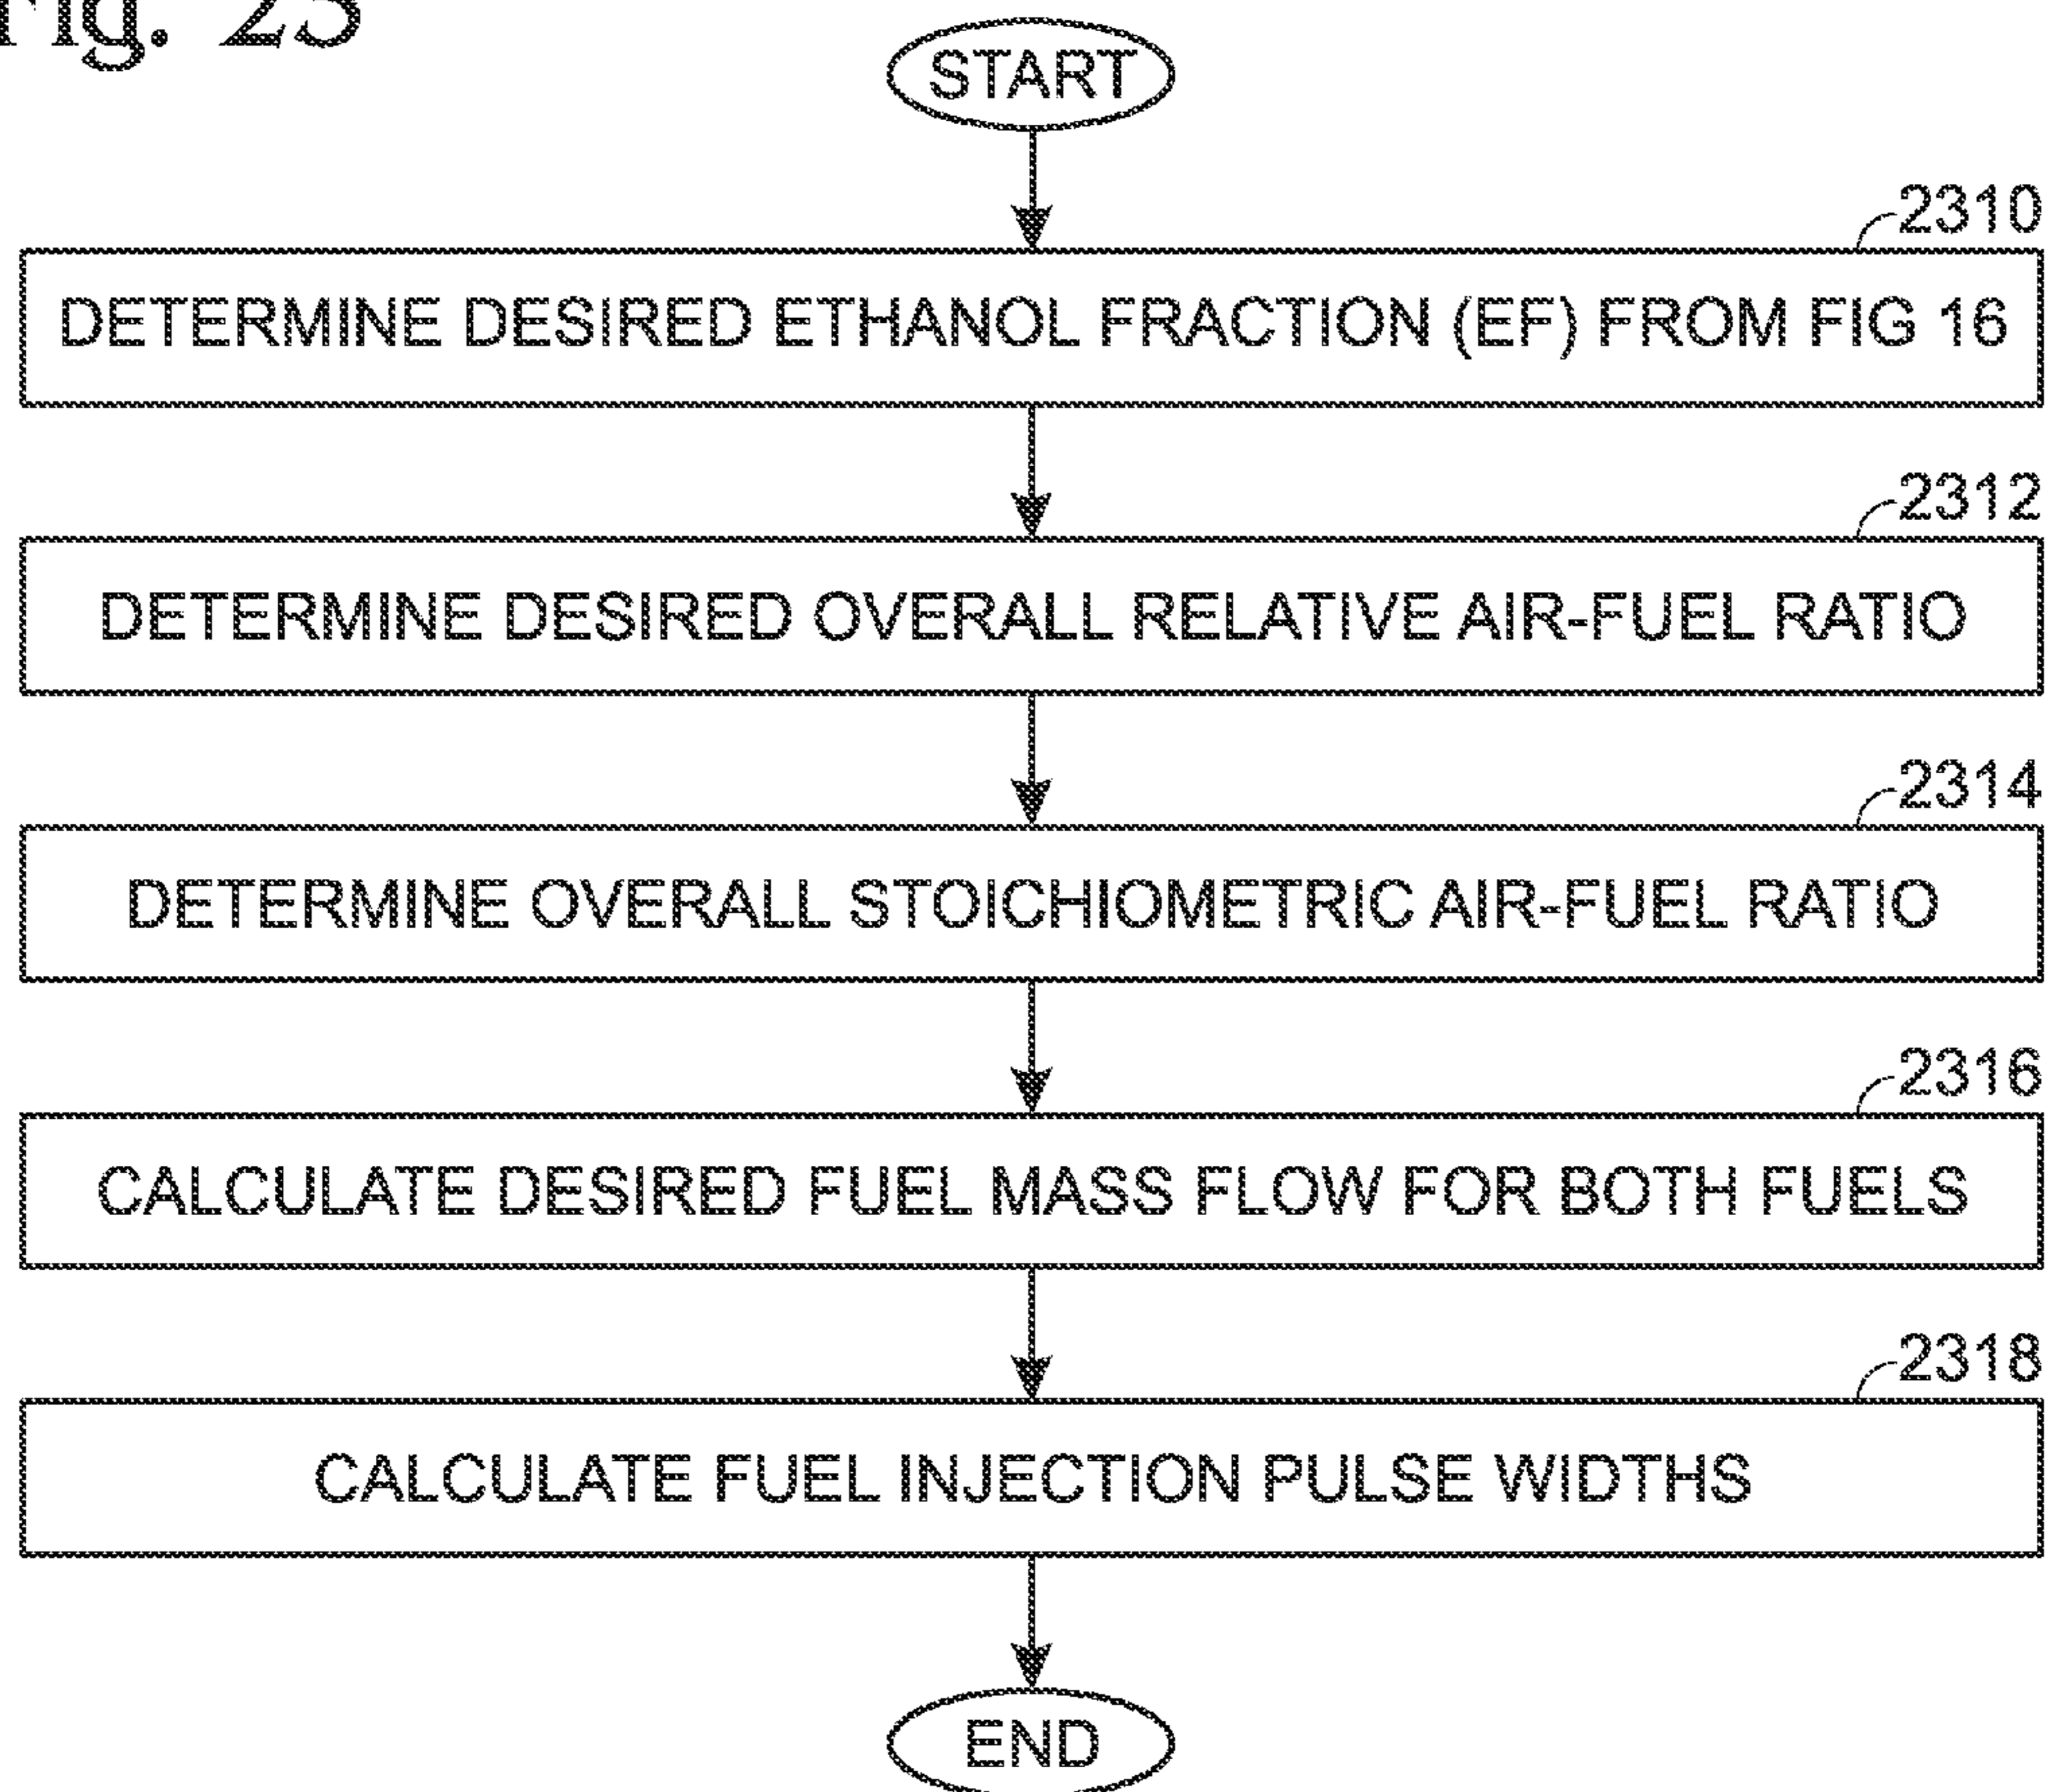 Fig. 23
START
2310
DETERMINE DESIRED ETHANOL FRACTION (EF) FROM FIG 16
2312
DETERMINE DESIRED OVERALL RELATIVE AIR-FUEL RATIO
2314
DETERMINE OVERALL STOICHIOMETRIC AIR-FUEL RATIO
2316
CALCULATE DESIRED FUEL MASS FLOW FOR BOTH FUELS
2318
CALCULATE FUEL INJECTION PULSE WIDTHS
END